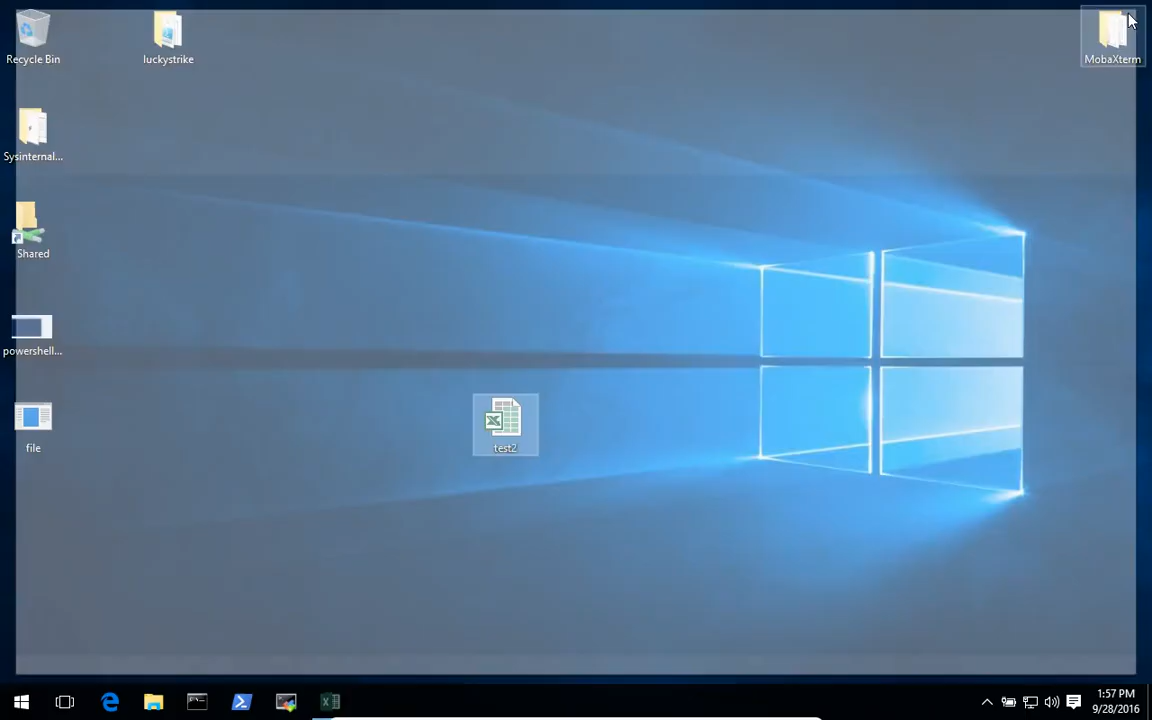 Recycle Bin
luckystrike
MobaXterm
Sysinternal...
Shared
powershell...
file
test2
1:57 PM
9/28/2016